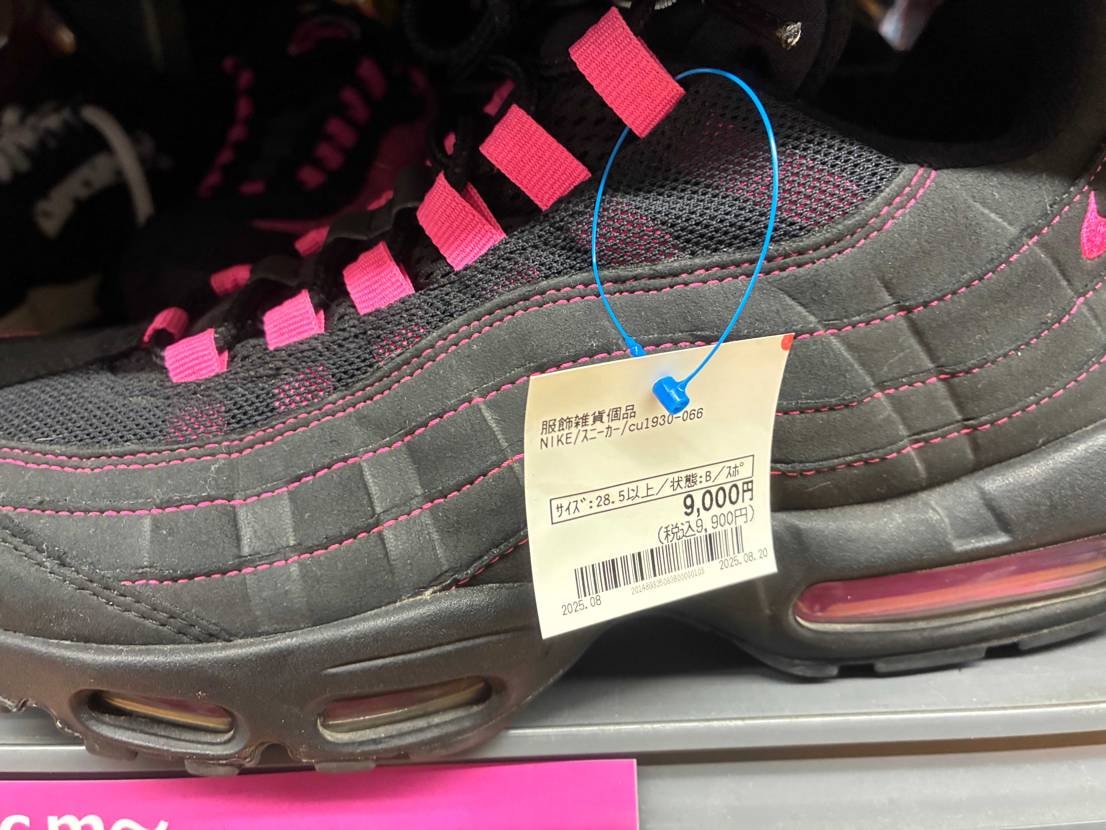 服飾雑貨個品
NIKE/スニーカー/cu1930-066
サイズ:28.5以上/状態:B/スポ
9,000円
(税込9,900円)
2025.08
2025.08.20